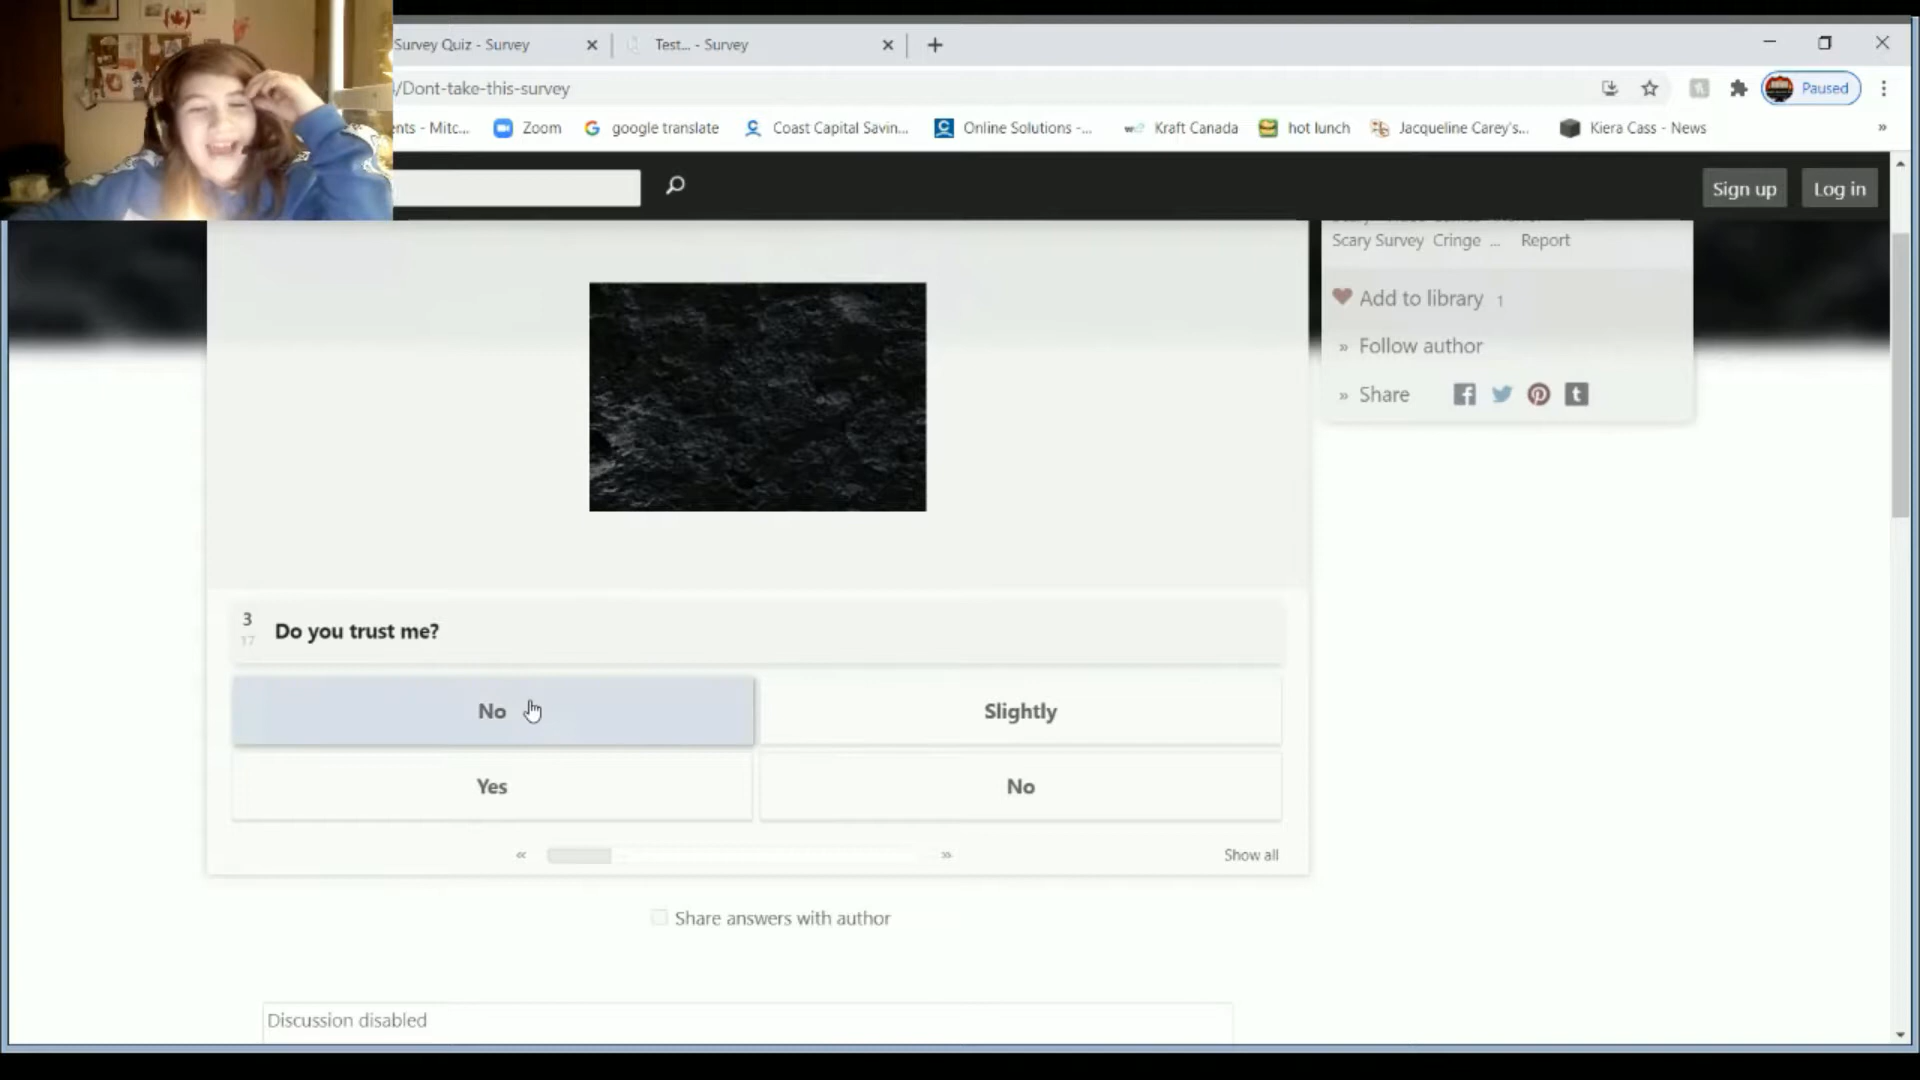 Survey Quiz - Survey
Test... - Survey
/Dont-take-this-survey
Paused
ents - Mitc...
Zoom
google translate
Coast Capital Savin...
Online Solutions -...
Kraft Canada
hot lunch
Jacqueline Carey's...
Kiera Cass - News
»
Sign up
Log in
Scary Survey Cringe ... Report
Add to library 1
» Follow author
» Share
3
17
Do you trust me?
No
Slightly
Yes
No
«
»
Show all
Share answers with author
Discussion disabled